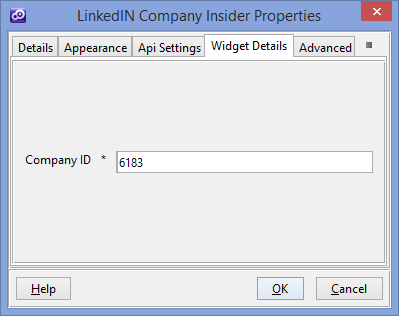 LinkedIN Company Insider Properties
Details Appearance Api Settings Widget Details Advanced
Company ID * 6183
Help OK Cancel